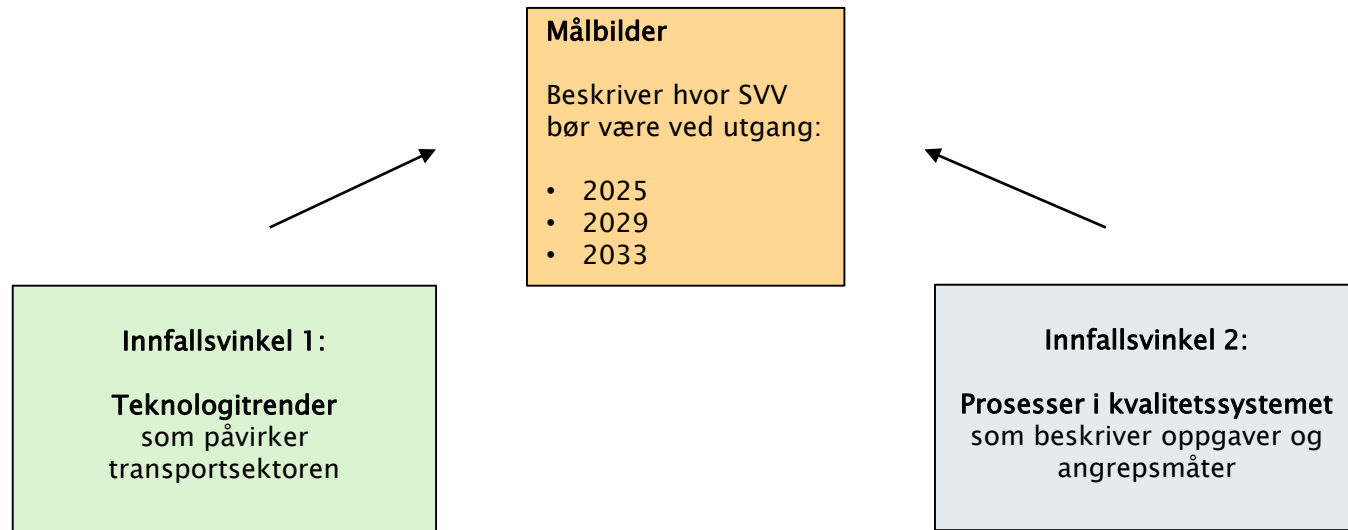 Målbilder
Beskriver hvor SVV
bør være ved utgang:
• 2025
• 2029
• 2033
Innfallsvinkel 1:
Teknologitrender
som påvirker
transportsektoren
Innfallsvinkel 2:
Prosesser i kvalitetssystemet
som beskriver oppgaver og
angrepsmåter